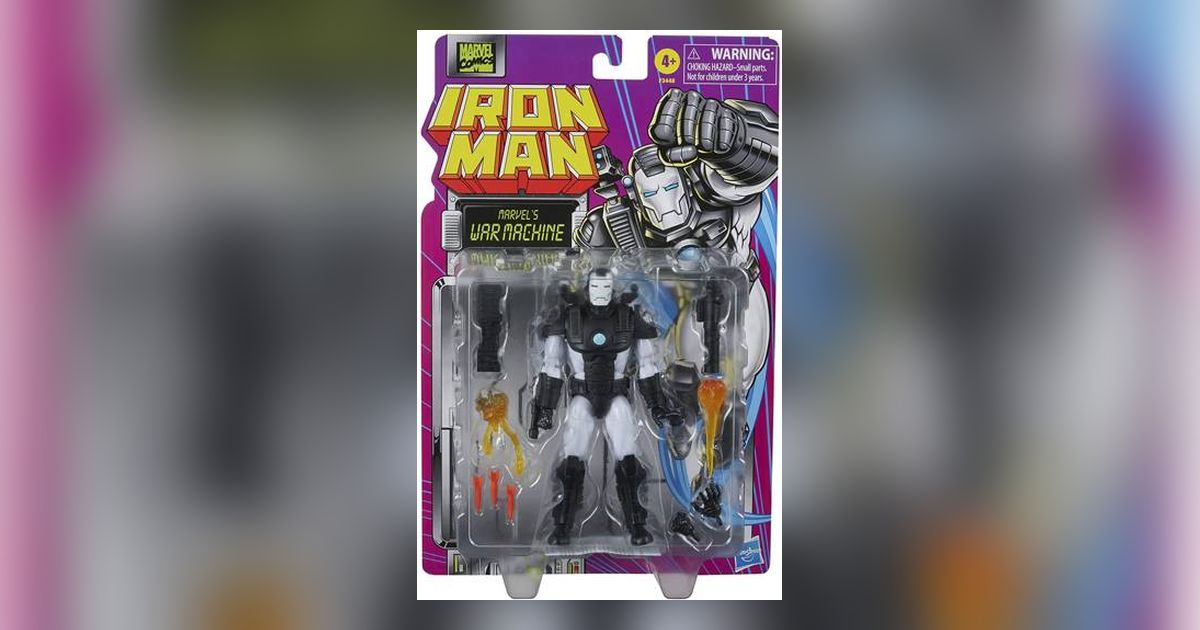 MARVEL
COMICS
4+
⚠ WARNING:
CHOKING HAZARD–Small parts.
Not for children under 3 years.
IRON
MAN
MARVEL'S
WAR MACHINE